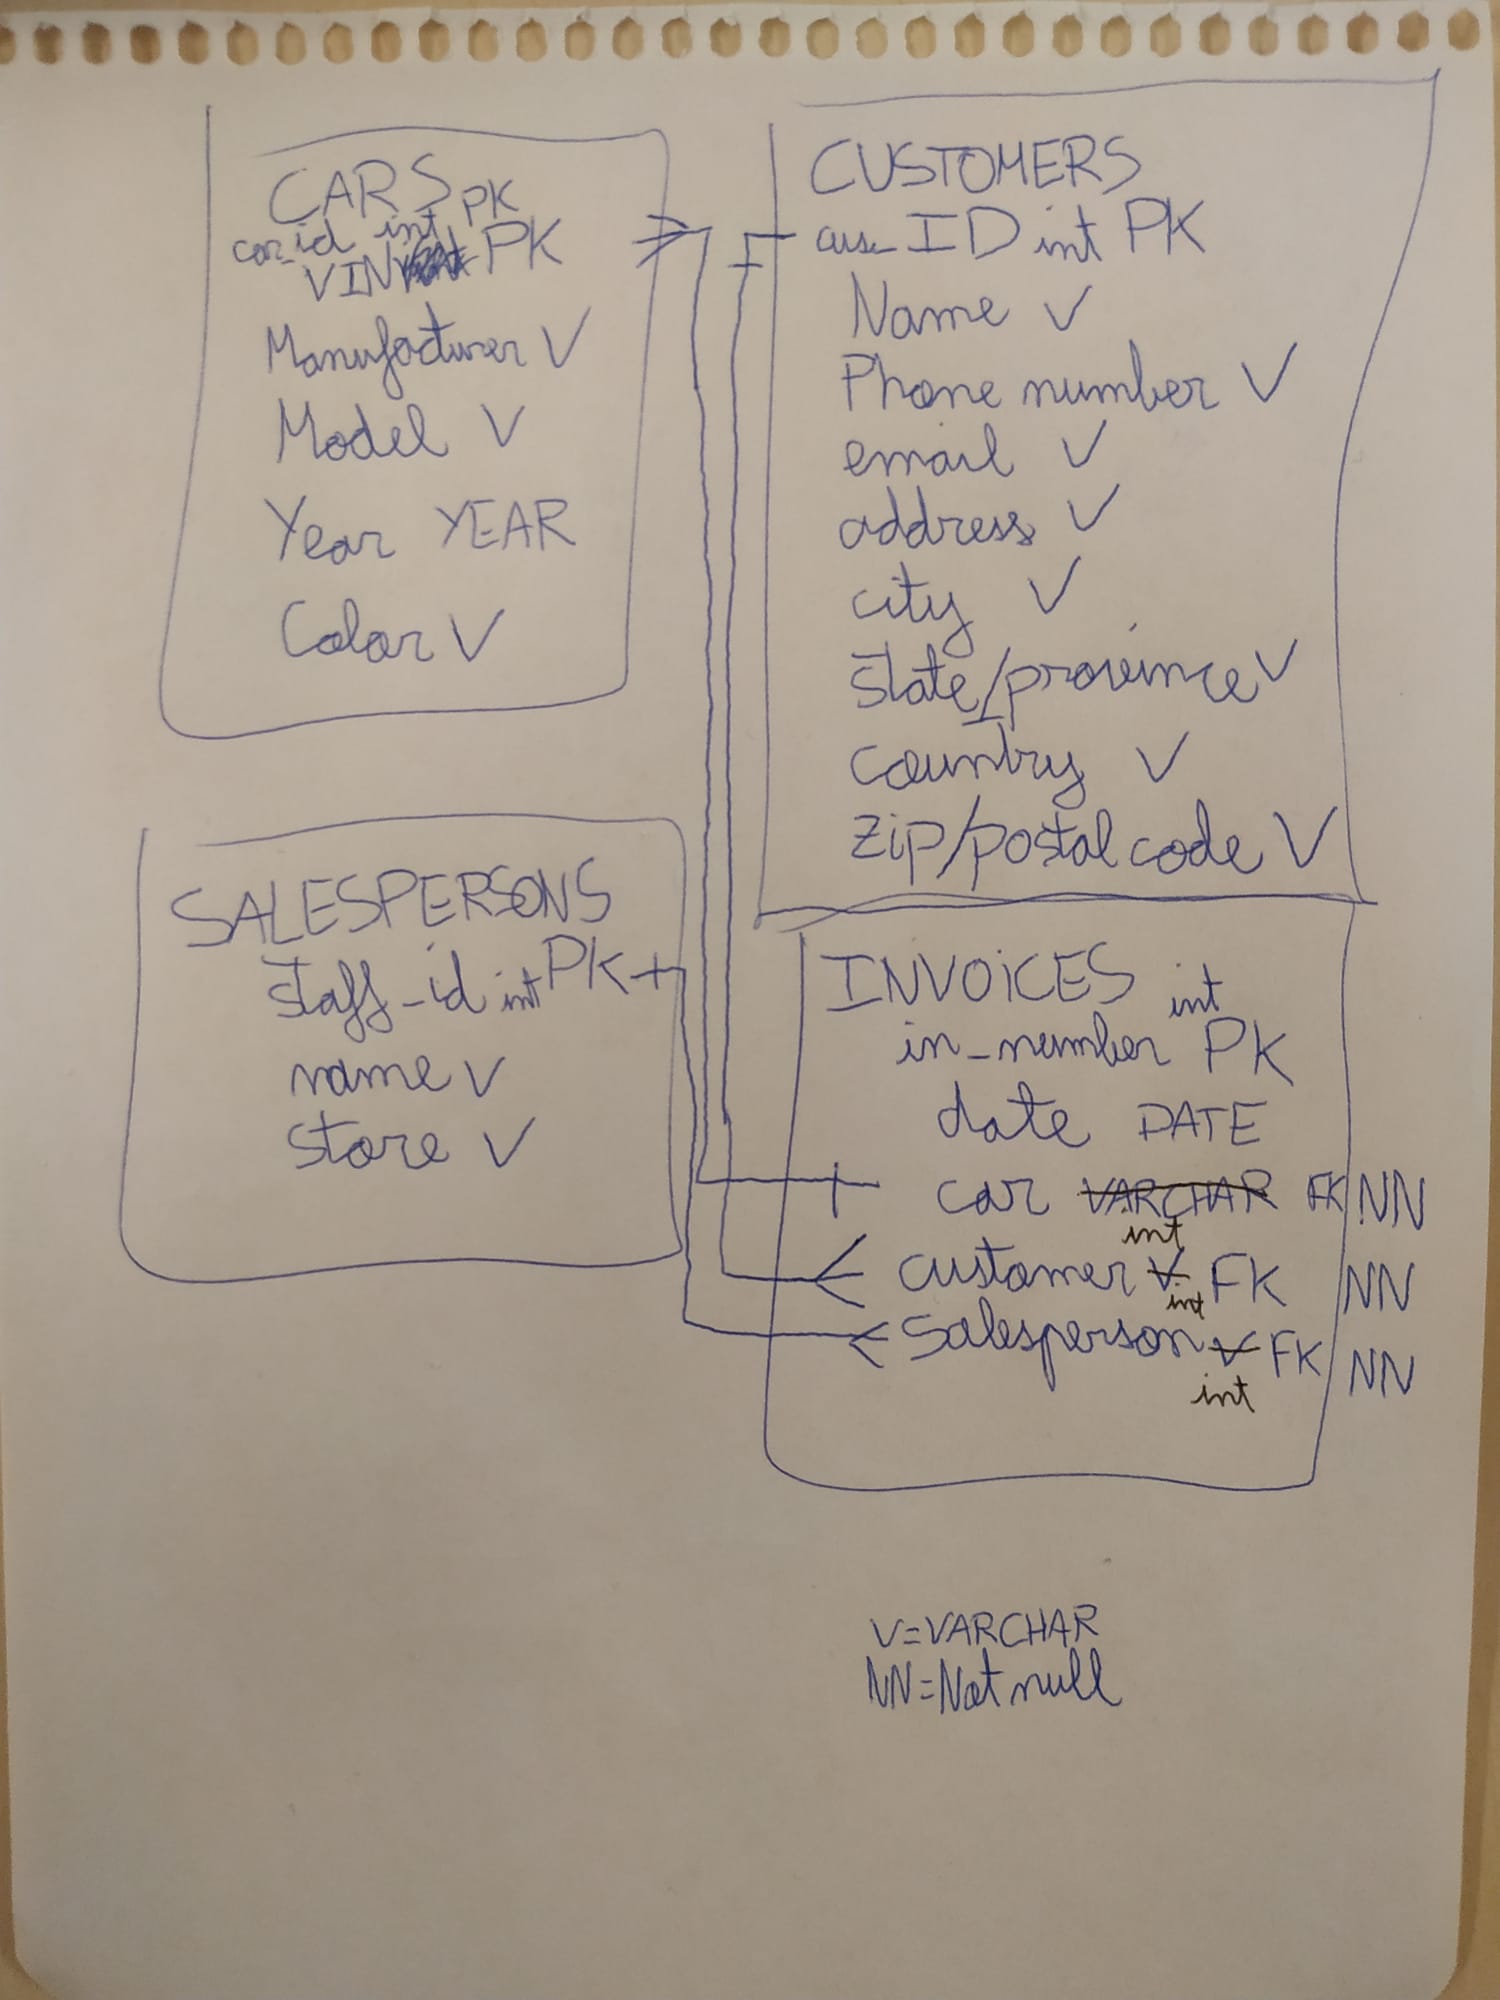 CARS
car_id int PK
VIN PK
Manufacturer V
Model V
Year YEAR
Color V
CUSTOMERS
cus_ID int PK
Name V
Phone number V
email V
address V
city V
state/province V
country V
zip/postal code V
SALESPERSONS
staff_id int PK
name V
store V
INVOICES
in_number int PK
date DATE
car VARCHAR int FK NN
customer V int FK NN
Salesperson V int FK NN
V=VARCHAR
NN=Not null